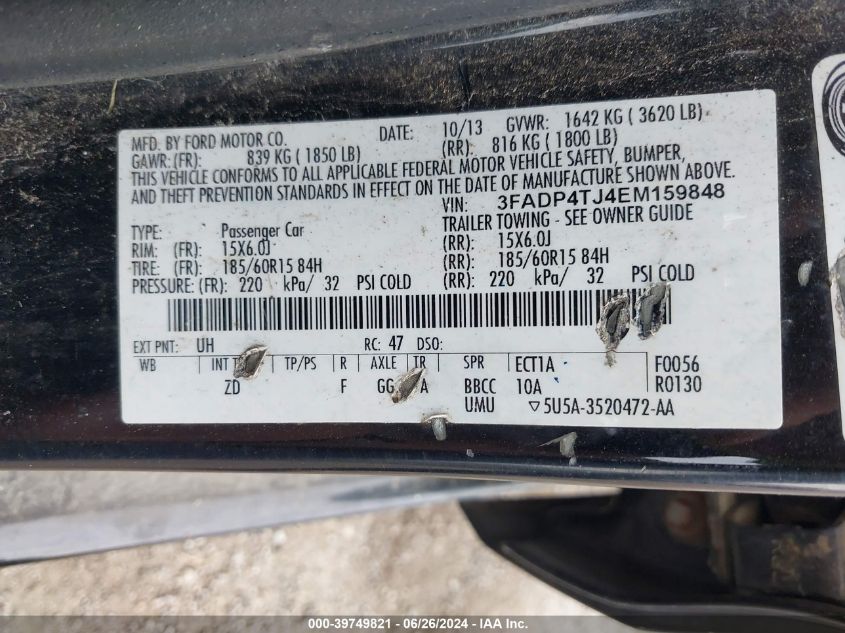 MFD. BY FORD MOTOR CO. DATE: 10/13 GVWR: 1642 KG ( 3620 LB)
GAWR: (FR) 839 KG ( 1850 LB) (RR) 816 KG ( 1800 LB)
THIS VEHICLE CONFORMS TO ALL APPLICABLE FEDERAL MOTOR VEHICLE SAFETY, BUMPER,
AND THEFT PREVENTION STANDARDS IN EFFECT ON THE DATE OF MANUFACTURE SHOWN ABOVE.
VIN: 3FADP4TJ4EM159848
TYPE: Passenger Car TRAILER TOWING - SEE OWNER GUIDE
RIM: (FR): 15X6.0J (RR): 15X6.0J
TIRE: (FR): 185/60R15 84H (RR): 185/60R15 84H
PRESSURE: (FR): 220 kPa/ 32 PSI COLD (RR): 220 kPa/ 32 PSI COLD
EXT PNT: UH RC: 47 DSO:
WB INT TP/PS R AXLE TR SPR ECT1A F0056
ZD F GG A BBCC 10A R0130
UMU ▽5U5A-3520472-AA
000-39749821 - 06/26/2024 - IAA Inc.